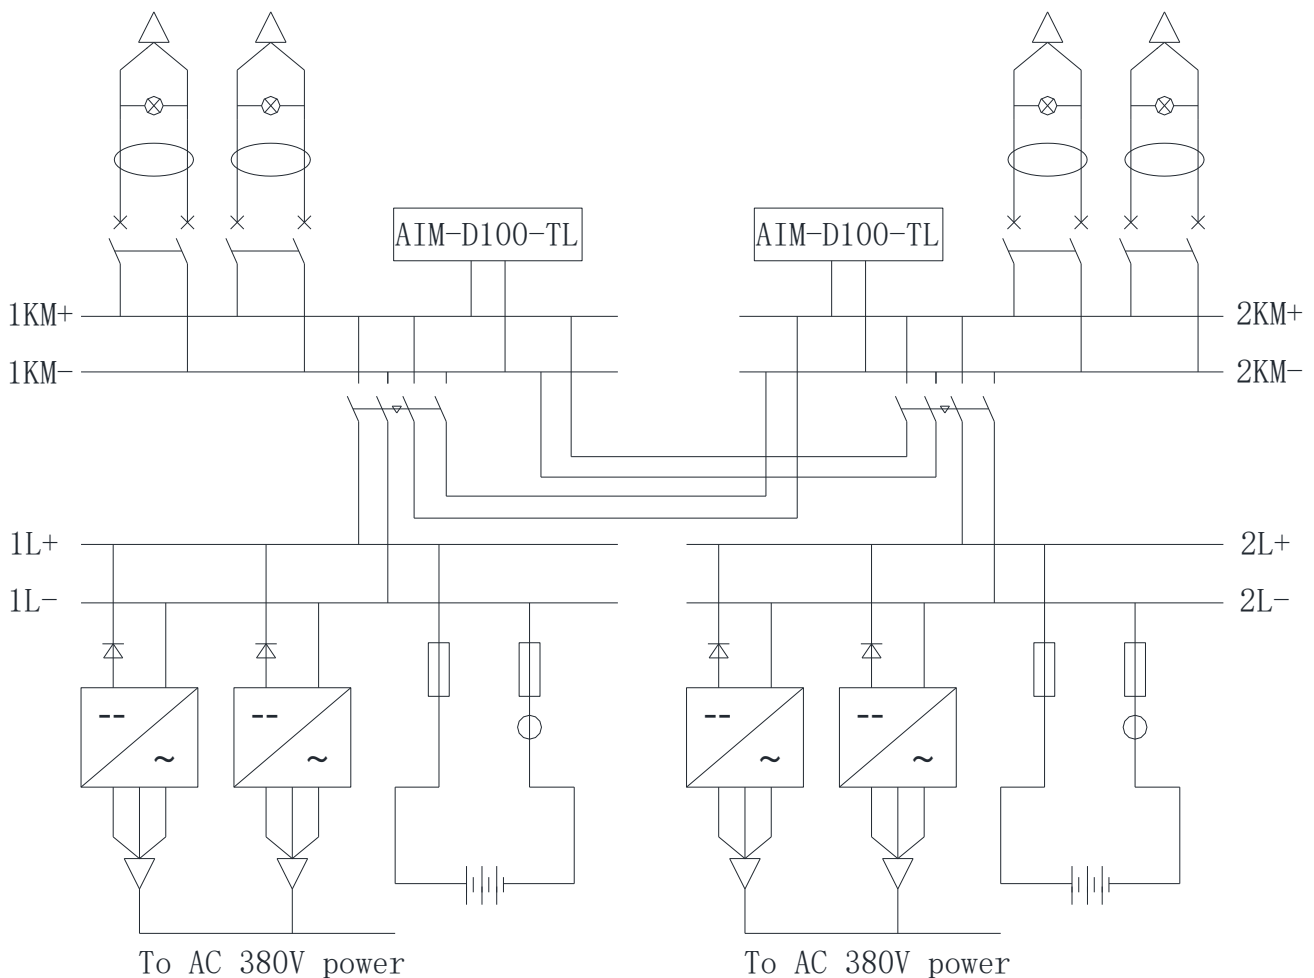 AIM-D100-TL
AIM-D100-TL
1KM+
2KM+
1KM-
2KM-
1L+
2L+
1L-
2L-
--
--
--
--
~
~
~
~
To AC 380V power
To AC 380V power